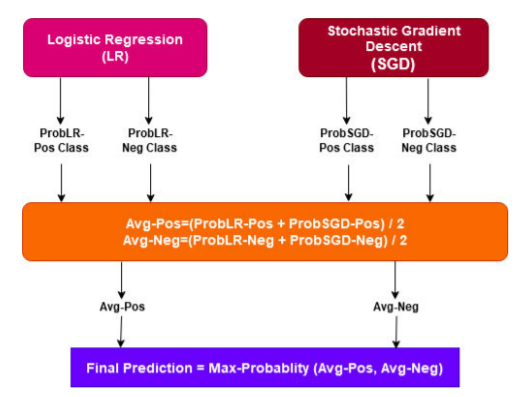 Logistic Regression
(LR)
Stochastic Gradient
Descent
(SGD)
ProbLR-
Pos Class
ProbLR-
Neg Class
ProbSGD-
Pos Class
ProbSGD-
Neg Class
Avg-Pos=(ProbLR-Pos + ProbSGD-Pos) / 2
Avg-Neg=(ProbLR-Neg + ProbSGD-Neg) / 2
Avg-Pos
Avg-Neg
Final Prediction = Max-Probablity (Avg-Pos, Avg-Neg)